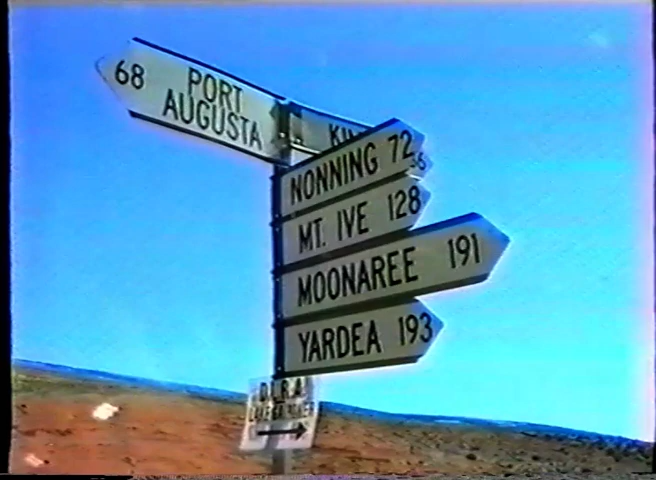 68 PORT
AUGUSTA
NONNING 72
MT. IVE 128
MOONAREE 191
YARDEA 193
D.L.R.A.